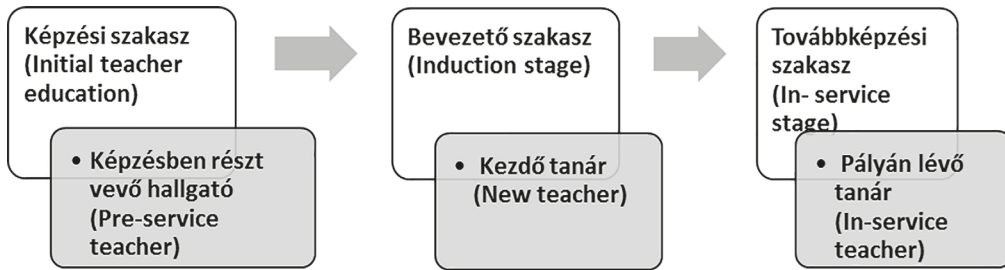 Képzési szakasz
(Initial teacher
education)
• Képzésben részt
vevő hallgató
(Pre-service
teacher)
Bevezető szakasz
(Induction stage)
• Kezdő tanár
(New teacher)
Továbbképzési
szakasz
(In- service
stage)
• Pályán lévő
tanár
(In-service
teacher)